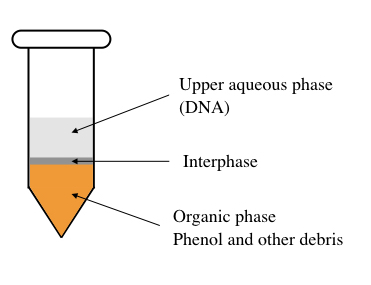 Upper aqueous phase
(DNA)
Interphase
Organic phase
Phenol and other debris